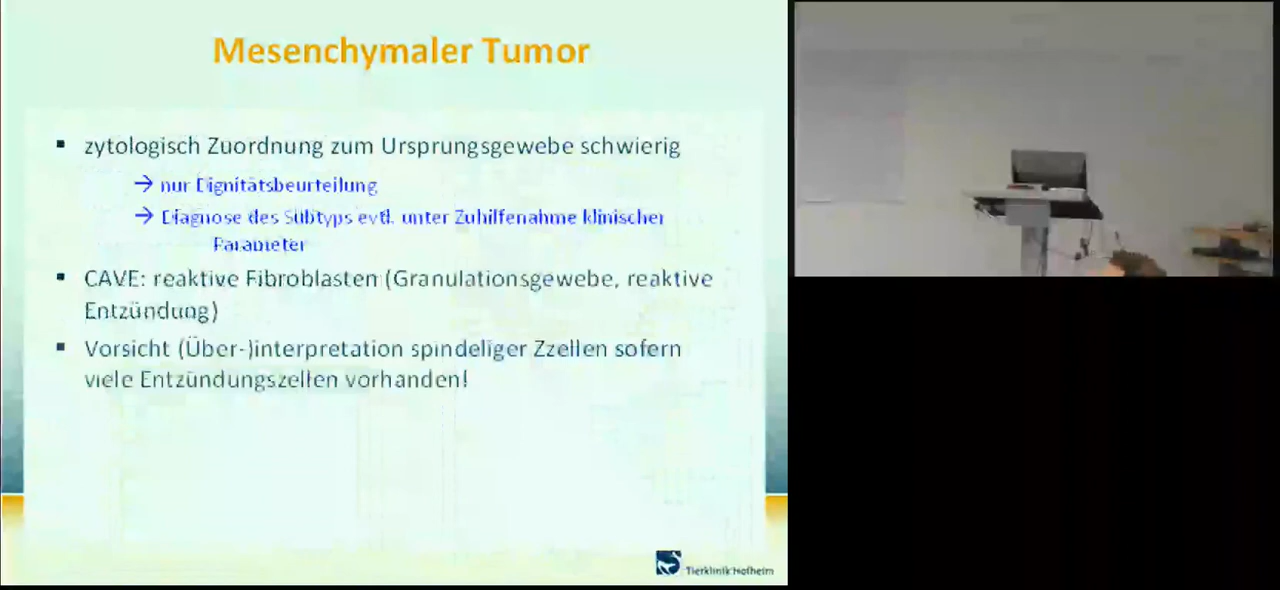 Mesenchymaler Tumor
▪ zytologisch Zuordnung zum Ursprungsgewebe schwierig
→ nur Dignitätsbeurteilung
→ Diagnose des Subtyps evtl. unter Zuhilfenahme klinischer
Parameter
▪ CAVE: reaktive Fibroblasten (Granulationsgewebe, reaktive
Entzündung)
▪ Vorsicht (Über-)interpretation spindeliger Zzellen sofern
viele Entzündungszellen vorhanden!
Tierklinik Hofheim